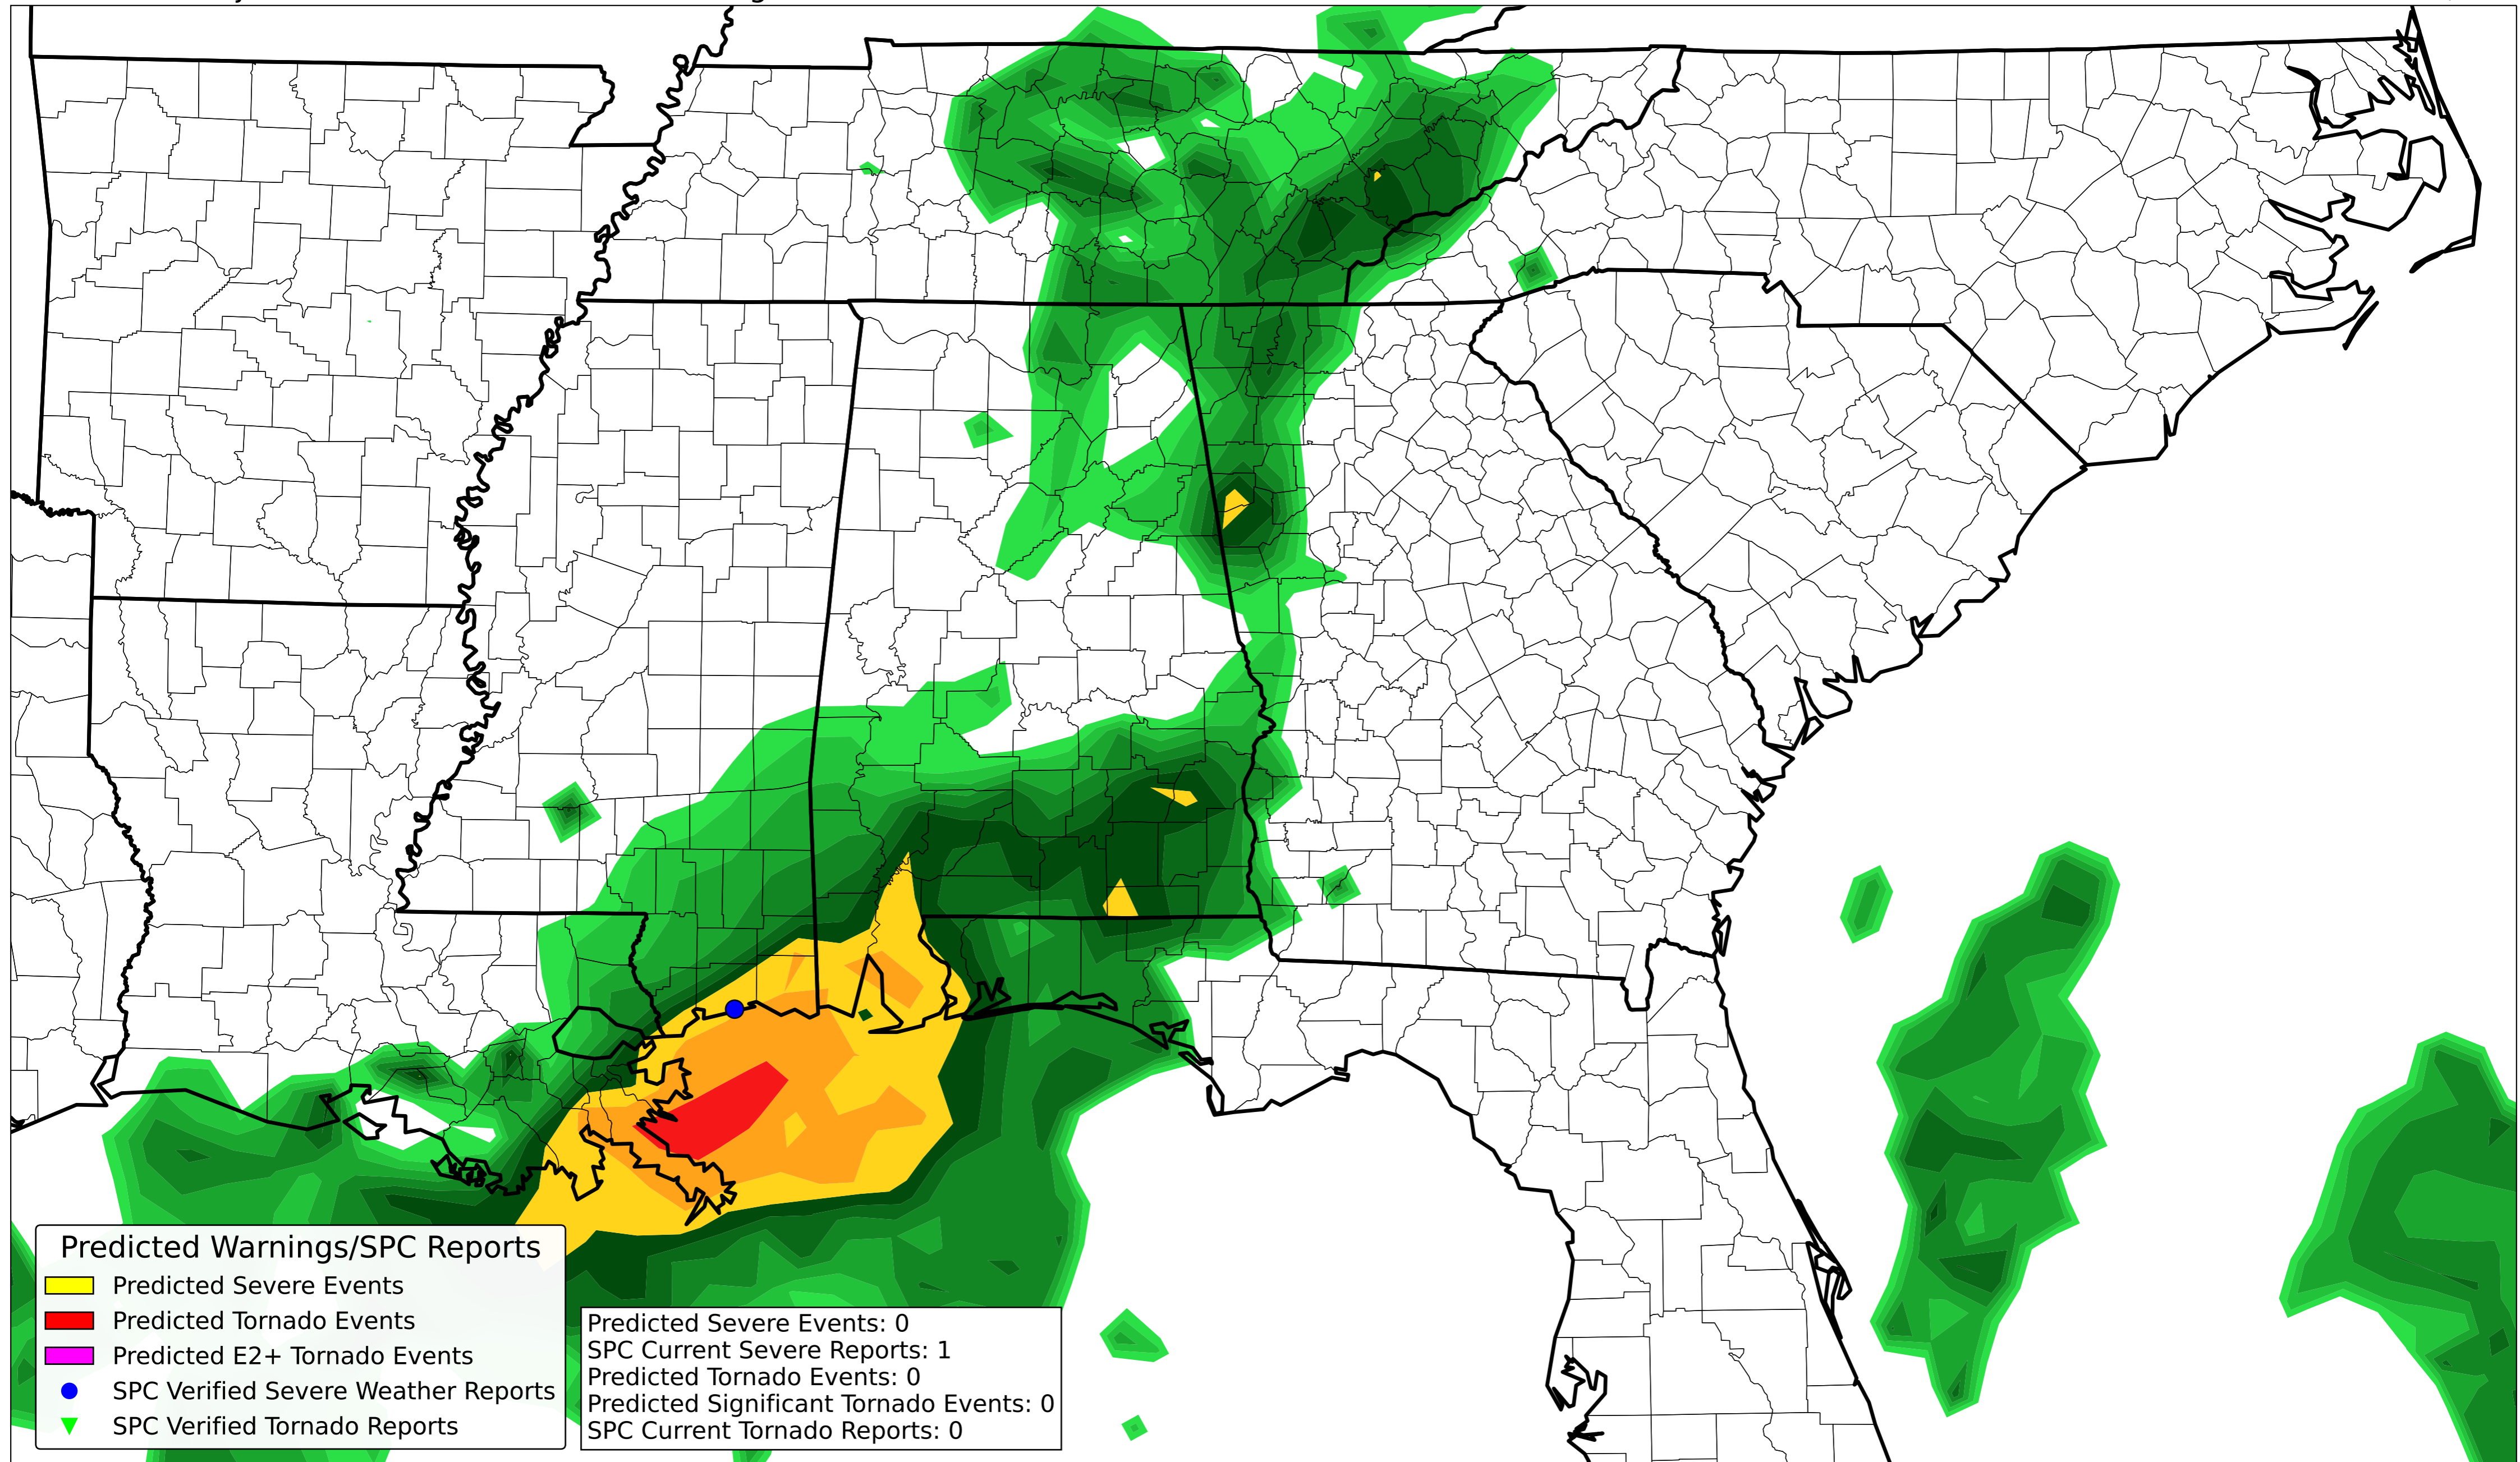 Predicted Warnings/SPC Reports
Predicted Severe Events
Predicted Tornado Events
Predicted E2+ Tornado Events
SPC Verified Severe Weather Reports
SPC Verified Tornado Reports
Predicted Severe Events: 0
SPC Current Severe Reports: 1
Predicted Tornado Events: 0
Predicted Significant Tornado Events: 0
SPC Current Tornado Reports: 0